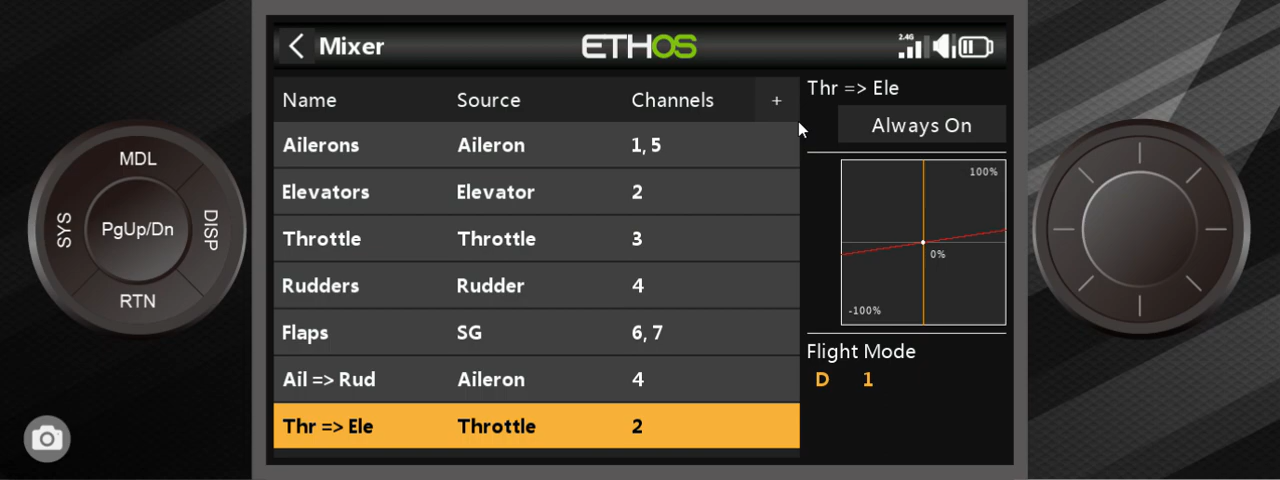 Mixer
ETHOS
2.4G
Name Source Channels +
Ailerons Aileron 1, 5
Elevators Elevator 2
Throttle Throttle 3
Rudders Rudder 4
Flaps SG 6, 7
Ail => Rud Aileron 4
Thr => Ele Throttle 2
Thr => Ele
Always On
100%
0%
-100%
Flight Mode
D 1
MDL
SYS
PgUp/Dn
DISP
RTN